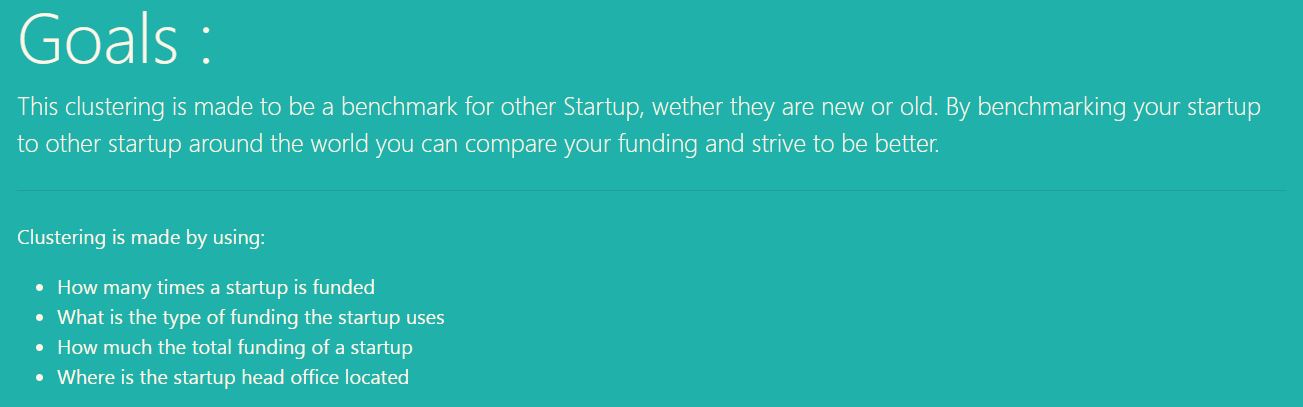 Goals :
This clustering is made to be a benchmark for other Startup, wether they are new or old. By benchmarking your startup
to other startup around the world you can compare your funding and strive to be better.
Clustering is made by using:
• How many times a startup is funded
• What is the type of funding the startup uses
• How much the total funding of a startup
• Where is the startup head office located